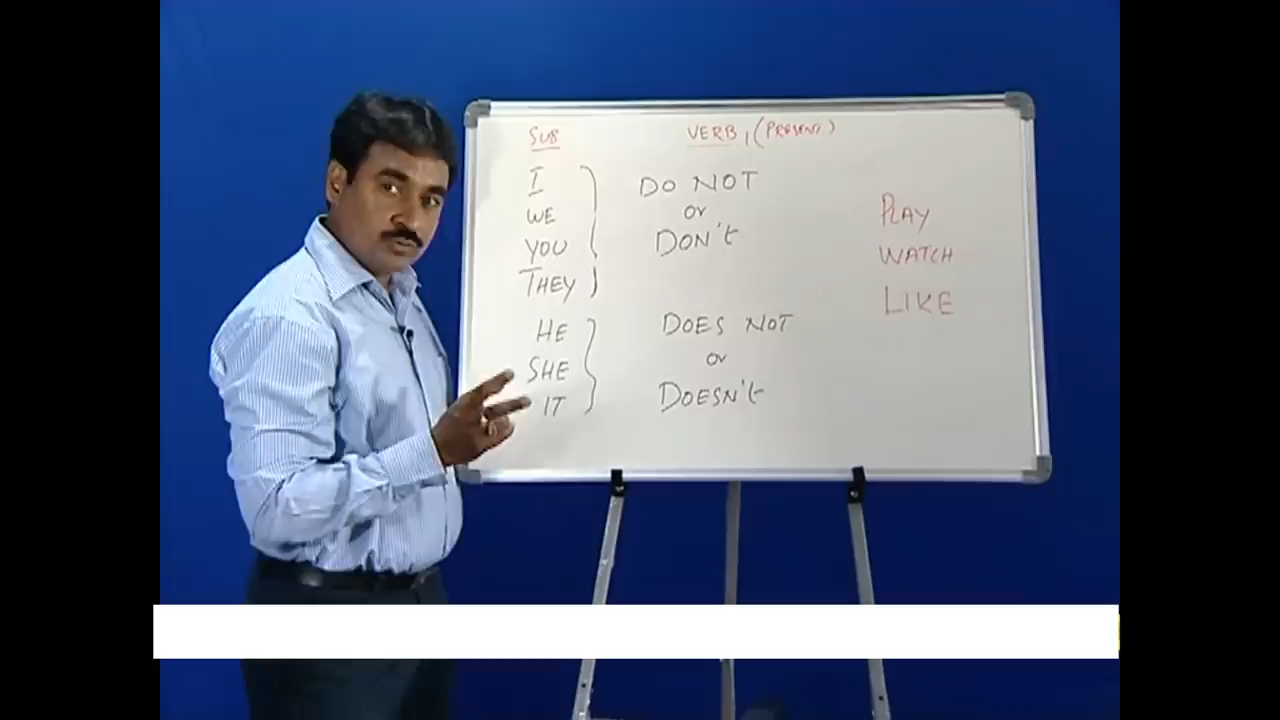 SUB VERB, (PRESENT)
I
WE
YOU
THEY
DO NOT
or
DON't
HE
SHE
IT
DOES NOT
or
DOESN't
PLAY
WATCH
LIKE